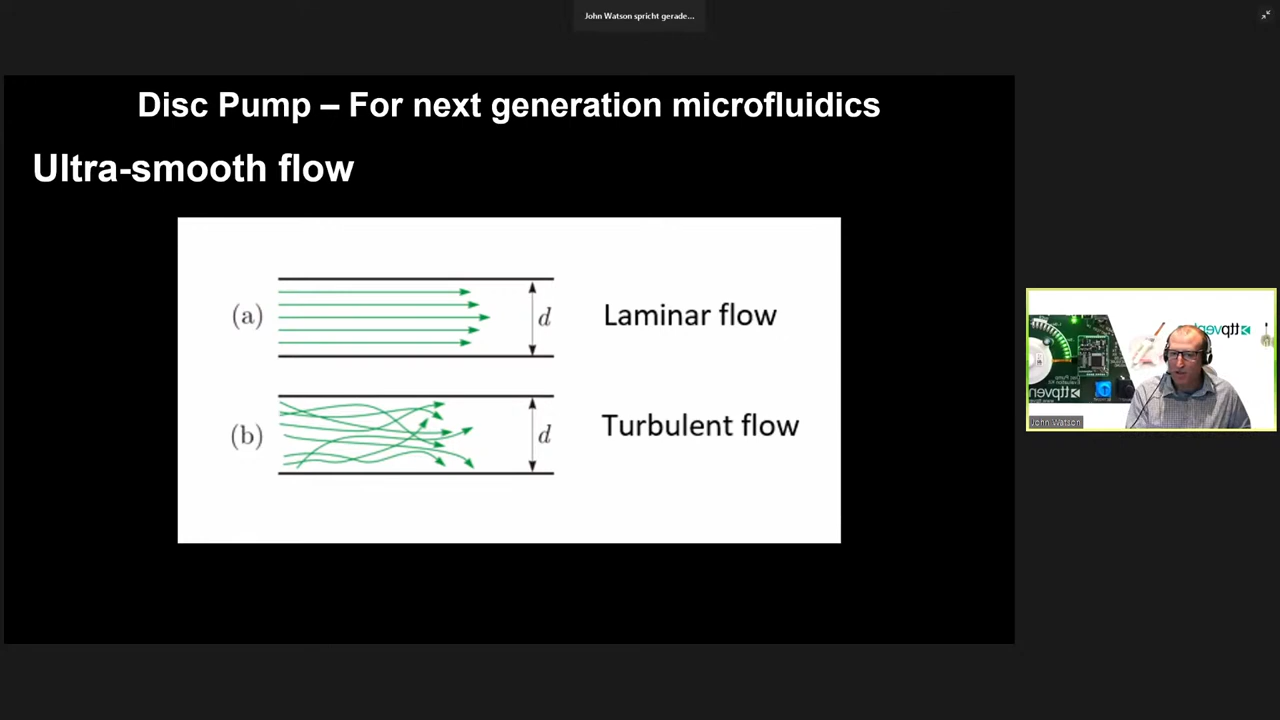 John Watson spricht gerade...
Disc Pump – For next generation microfluidics
Ultra-smooth flow
(a)
d
Laminar flow
(b)
d
Turbulent flow
John Watson